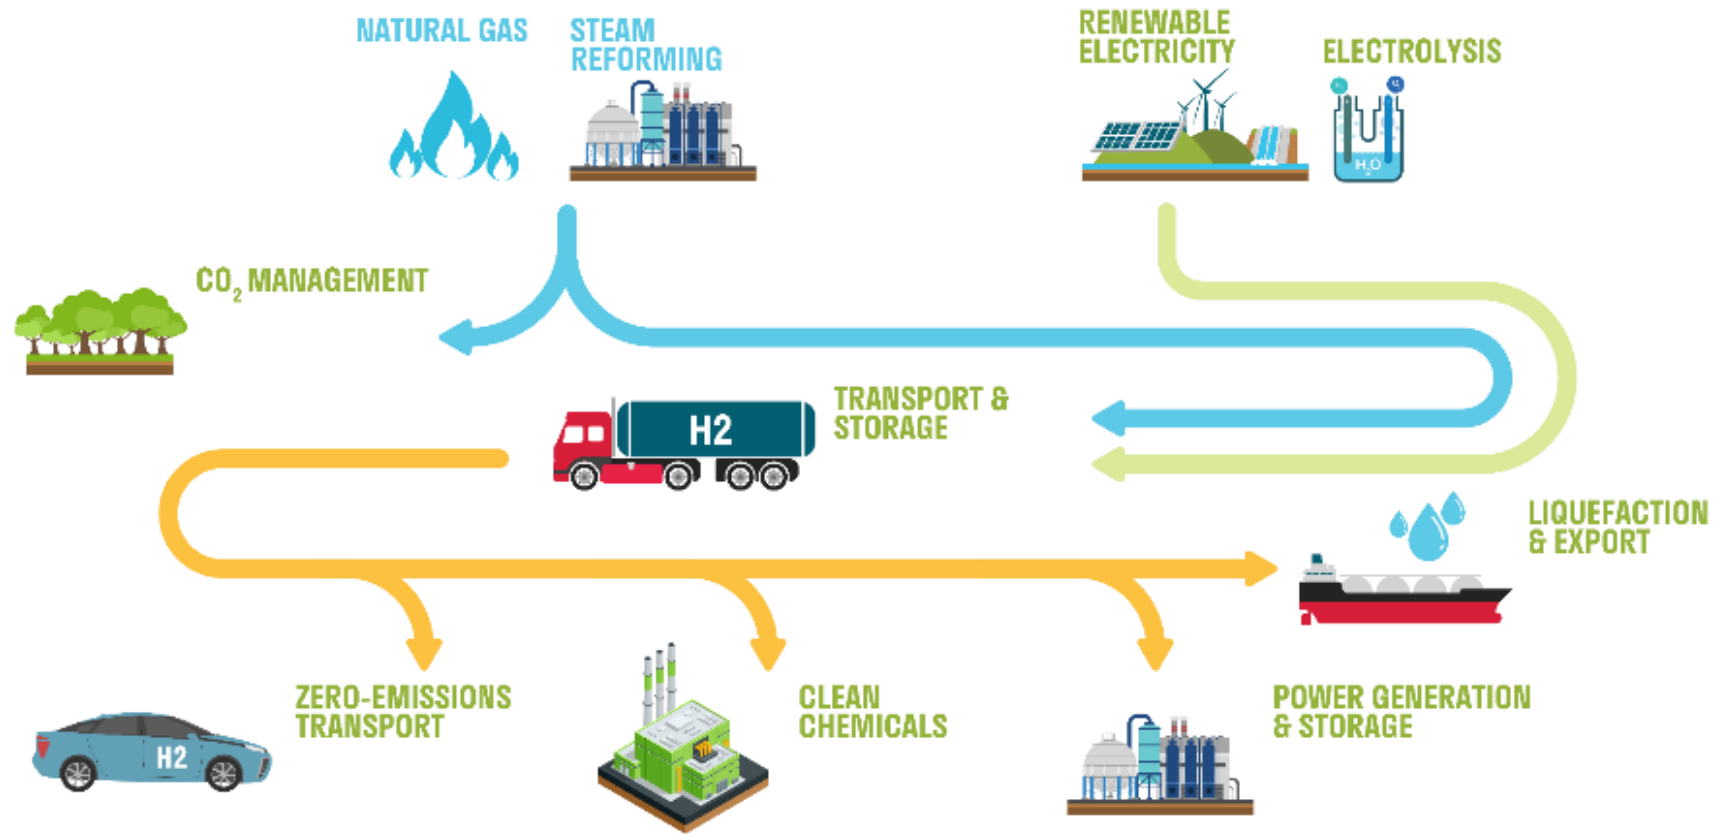 NATURAL GAS
STEAM
REFORMING
RENEWABLE
ELECTRICITY
ELECTROLYSIS
H₂O
CO₂ MANAGEMENT
H2
TRANSPORT &
STORAGE
LIQUEFACTION
& EXPORT
H2
ZERO-EMISSIONS
TRANSPORT
CLEAN
CHEMICALS
POWER GENERATION
& STORAGE